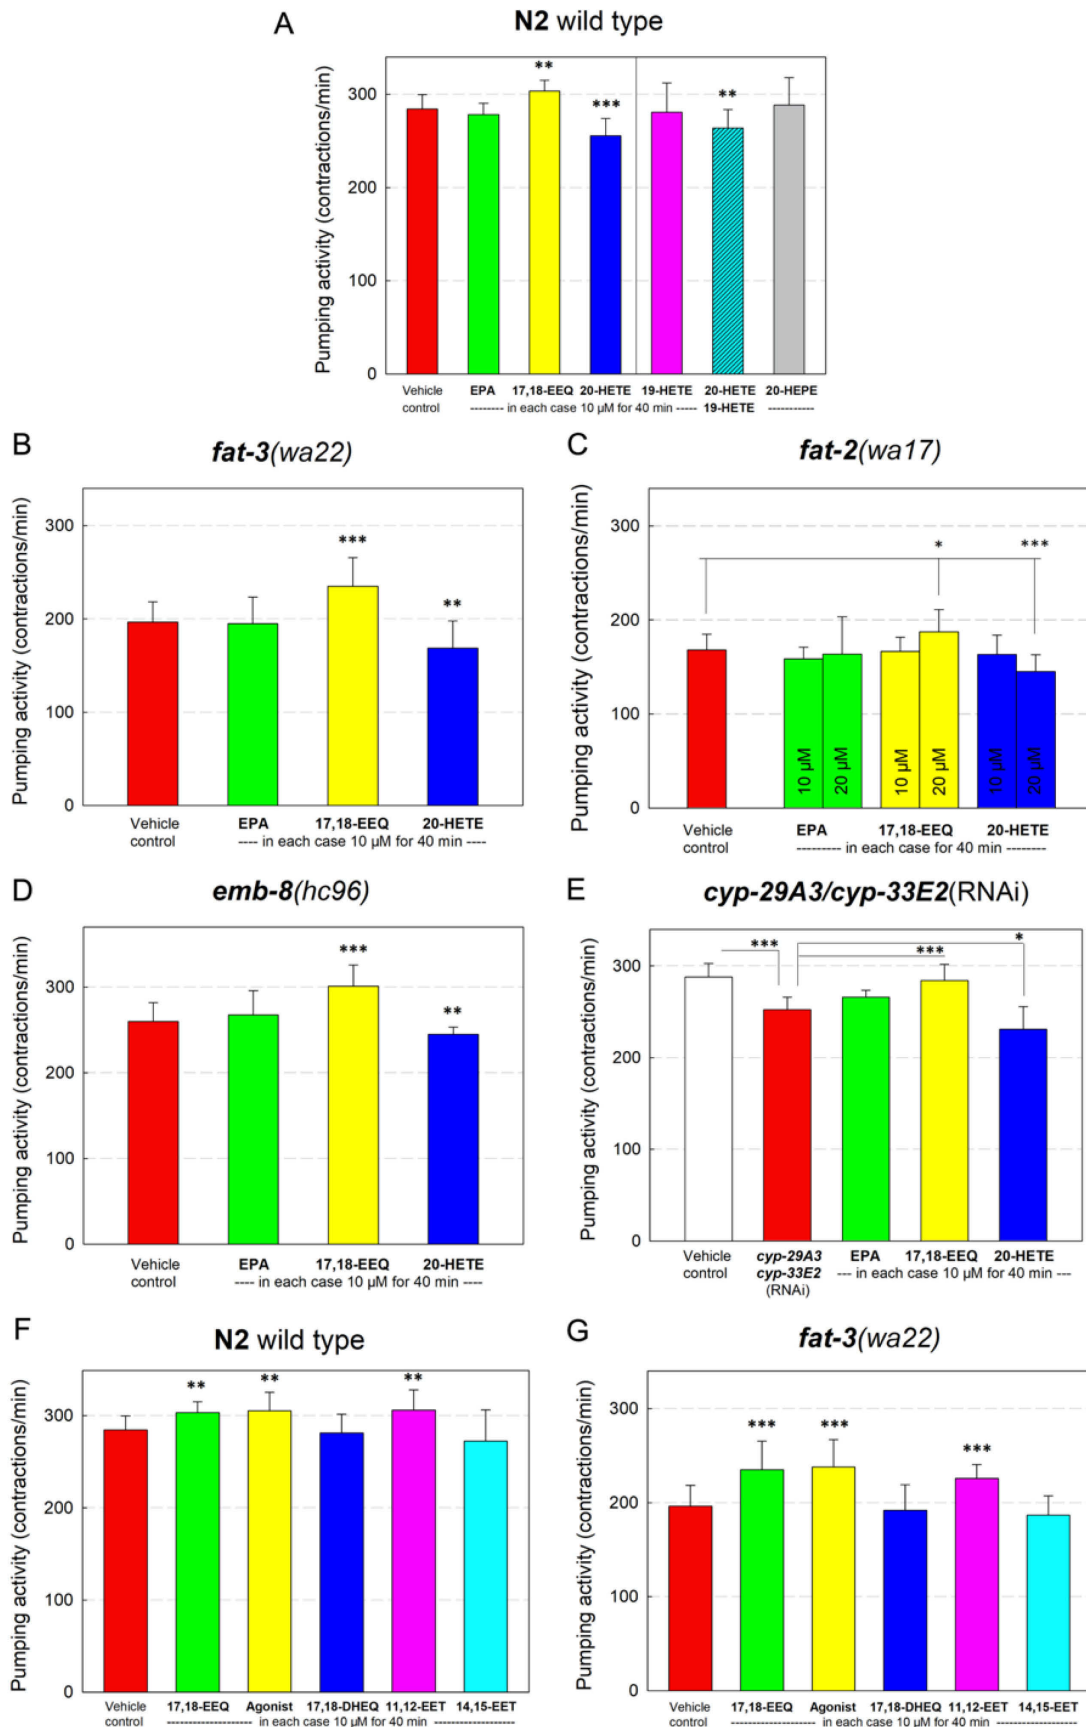 A
N2 wild type
Pumping activity (contractions/min)
300
200
100
0
**
***
**
Vehicle control
EPA
17,18-EEQ
20-HETE
19-HETE
20-HETE 19-HETE
20-HEPE
-------- in each case 10 µM for 40 min ----- -----------
B
fat-3(wa22)
Pumping activity (contractions/min)
300
200
100
0
***
**
Vehicle control
EPA
17,18-EEQ
20-HETE
---- in each case 10 µM for 40 min ----
C
fat-2(wa17)
Pumping activity (contractions/min)
300
200
100
0
*
***
10 µM
20 µM
10 µM
20 µM
10 µM
20 µM
Vehicle control
EPA
17,18-EEQ
20-HETE
--------- in each case for 40 min --------
D
emb-8(hc96)
Pumping activity (contractions/min)
300
200
100
0
***
**
Vehicle control
EPA
17,18-EEQ
20-HETE
---- in each case 10 µM for 40 min ----
E
cyp-29A3/cyp-33E2(RNAi)
Pumping activity (contractions/min)
300
200
100
0
***
***
*
Vehicle control
cyp-29A3
cyp-33E2
(RNAi)
EPA
17,18-EEQ
20-HETE
--- in each case 10 µM for 40 min ---
F
N2 wild type
Pumping activity (contractions/min)
300
200
100
0
**
**
**
Vehicle control
17,18-EEQ
Agonist
17,18-DHEQ
11,12-EET
14,15-EET
-------------------- in each case 10 µM for 40 min ------------------
G
fat-3(wa22)
Pumping activity (contractions/min)
300
200
100
0
***
***
***
Vehicle control
17,18-EEQ
Agonist
17,18-DHEQ
11,12-EET
14,15-EET
-------------------- in each case 10 µM for 40 min ------------------